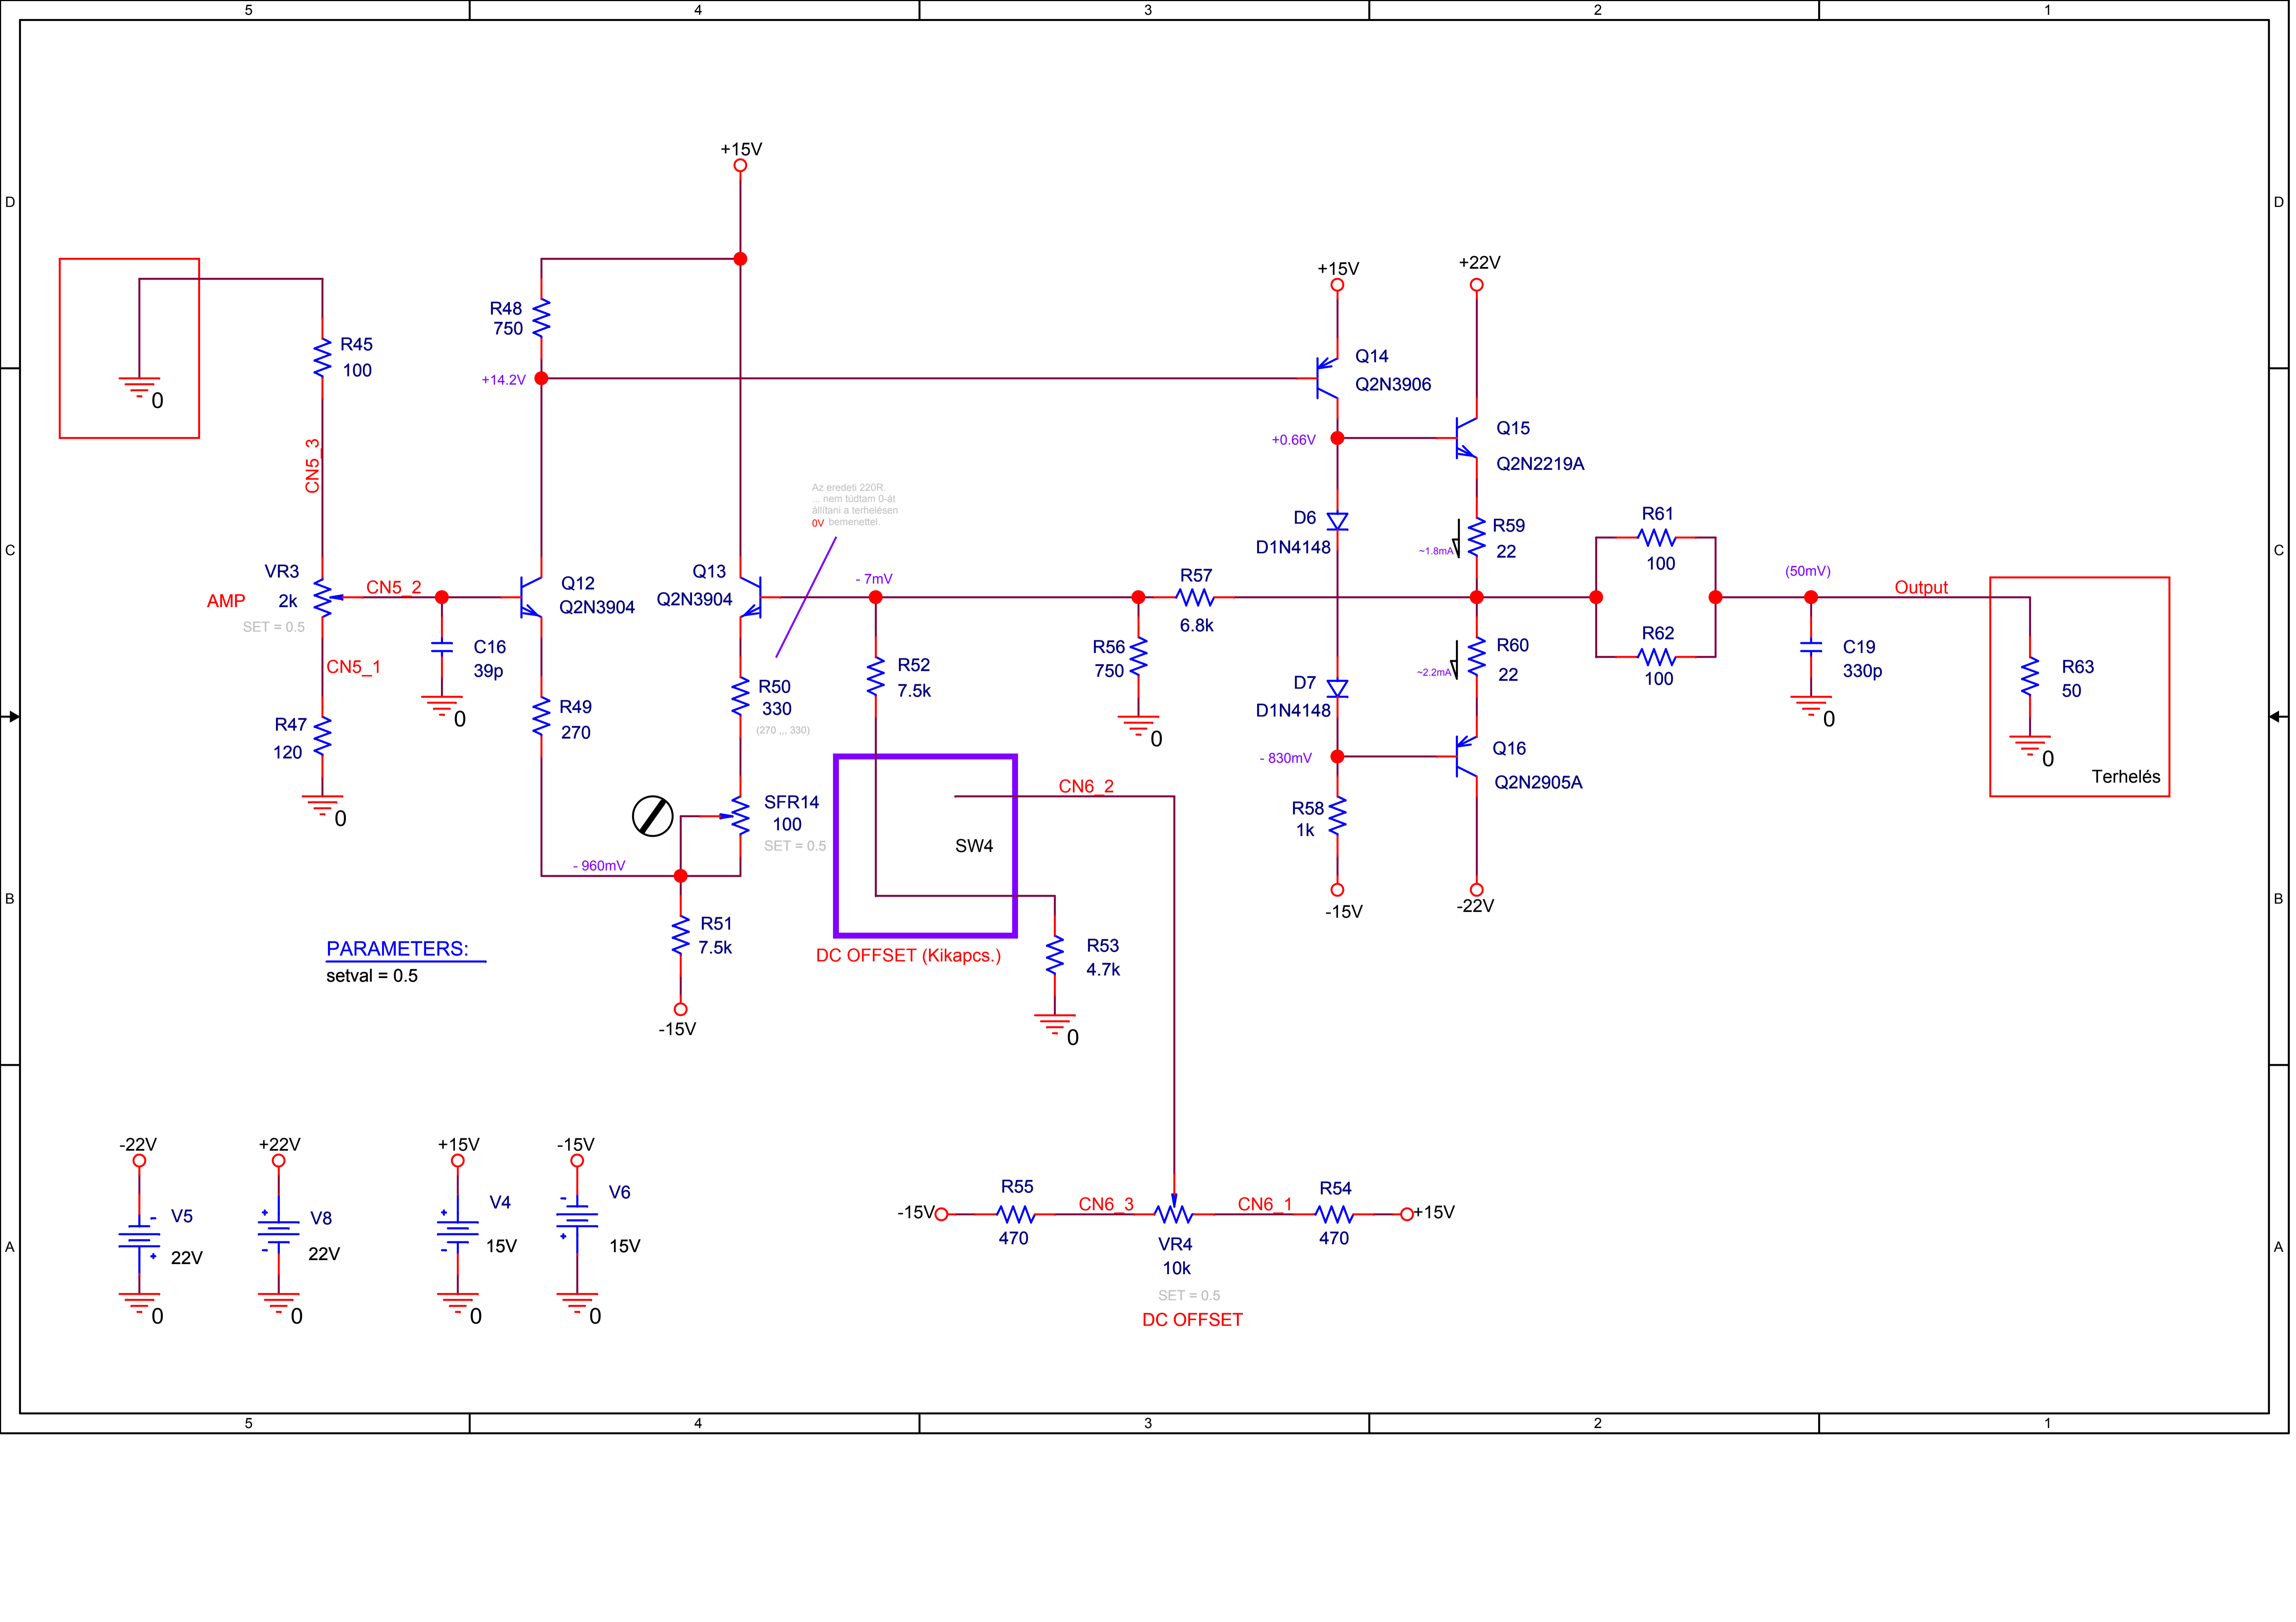 5
4
3
2
1
D
D
C
C
B
B
A
A
+15V
R48
750
+14.2V
R45
100
0
CN5_3
VR3
2k
AMP
SET = 0.5
CN5_2
CN5_1
R47
120
0
C16
39p
0
Q12
Q2N3904
Q13
Q2N3904
Az eredeti 220R.
... nem túdtam 0-át
állítani a terhelésen
0V bemenettel.
- 7mV
R49
270
R50
330
(270 ,,, 330)
SFR14
100
SET = 0.5
- 960mV
R51
7.5k
-15V
R52
7.5k
SW4
DC OFFSET (Kikapcs.)
CN6_2
R53
4.7k
0
R56
750
0
R57
6.8k
+15V
+22V
Q14
Q2N3906
+0.66V
Q15
Q2N2219A
D6
D1N4148
R59
22
~1.8mA
D7
D1N4148
R60
22
~2.2mA
- 830mV
Q16
Q2N2905A
R58
1k
-15V
-22V
R61
100
R62
100
(50mV)
C19
330p
0
Output
R63
50
0
Terhelés
PARAMETERS:
setval = 0.5
-22V
V5
- +
22V
0
+22V
V8
+ -
22V
0
+15V
V4
+ -
15V
0
-15V
V6
- +
15V
0
-15V
R55
470
CN6_3
VR4
10k
SET = 0.5
DC OFFSET
CN6_1
R54
470
+15V
5
4
3
2
1